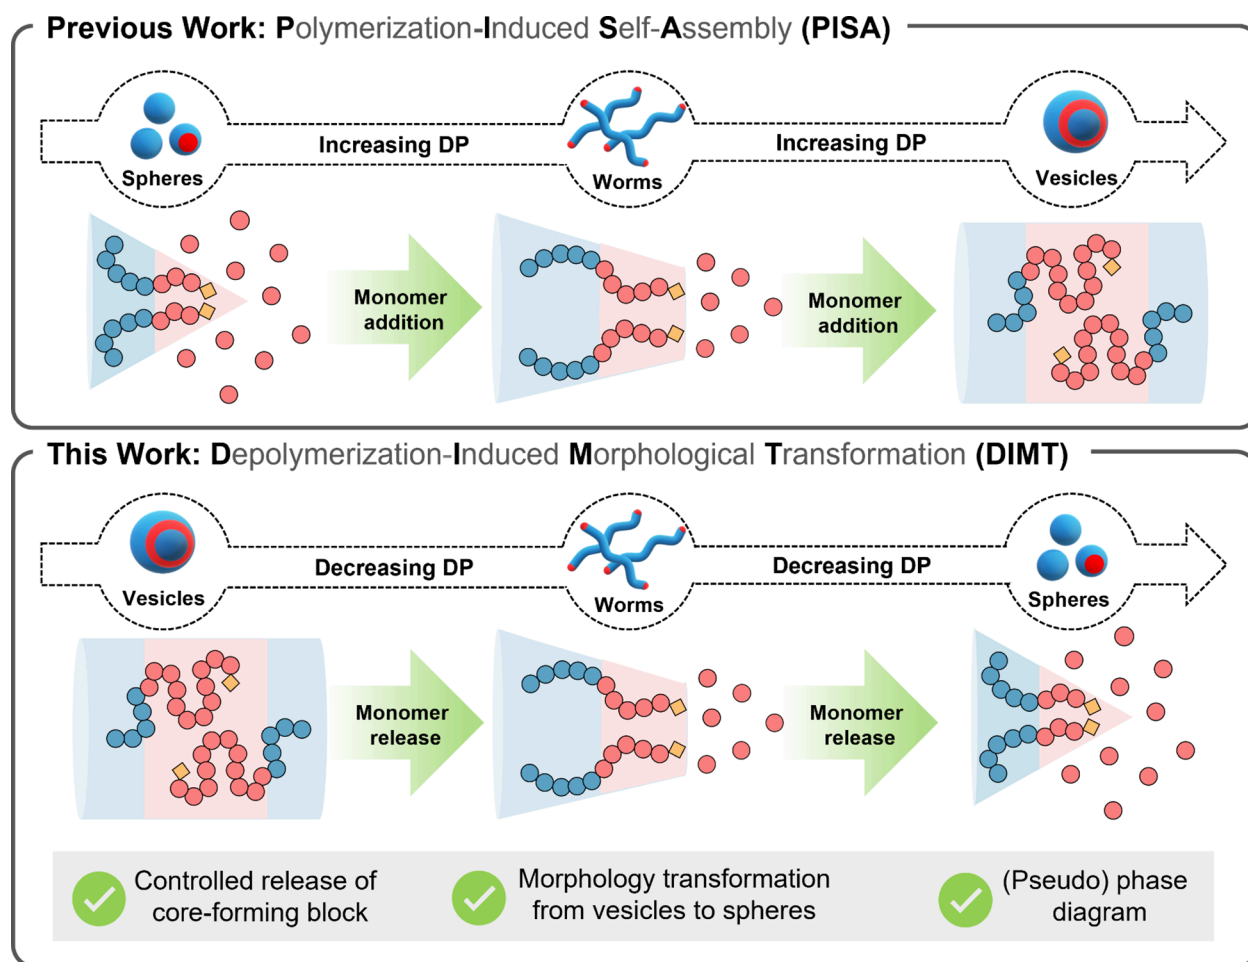 Previous Work: Polymerization-Induced Self-Assembly (PISA)
Spheres
Increasing DP
Worms
Increasing DP
Vesicles
Monomer
addition
Monomer
addition
This Work: Depolymerization-Induced Morphological Transformation (DIMT)
Vesicles
Decreasing DP
Worms
Decreasing DP
Spheres
Monomer
release
Monomer
release
Controlled release of
core-forming block
Morphology transformation
from vesicles to spheres
(Pseudo) phase
diagram